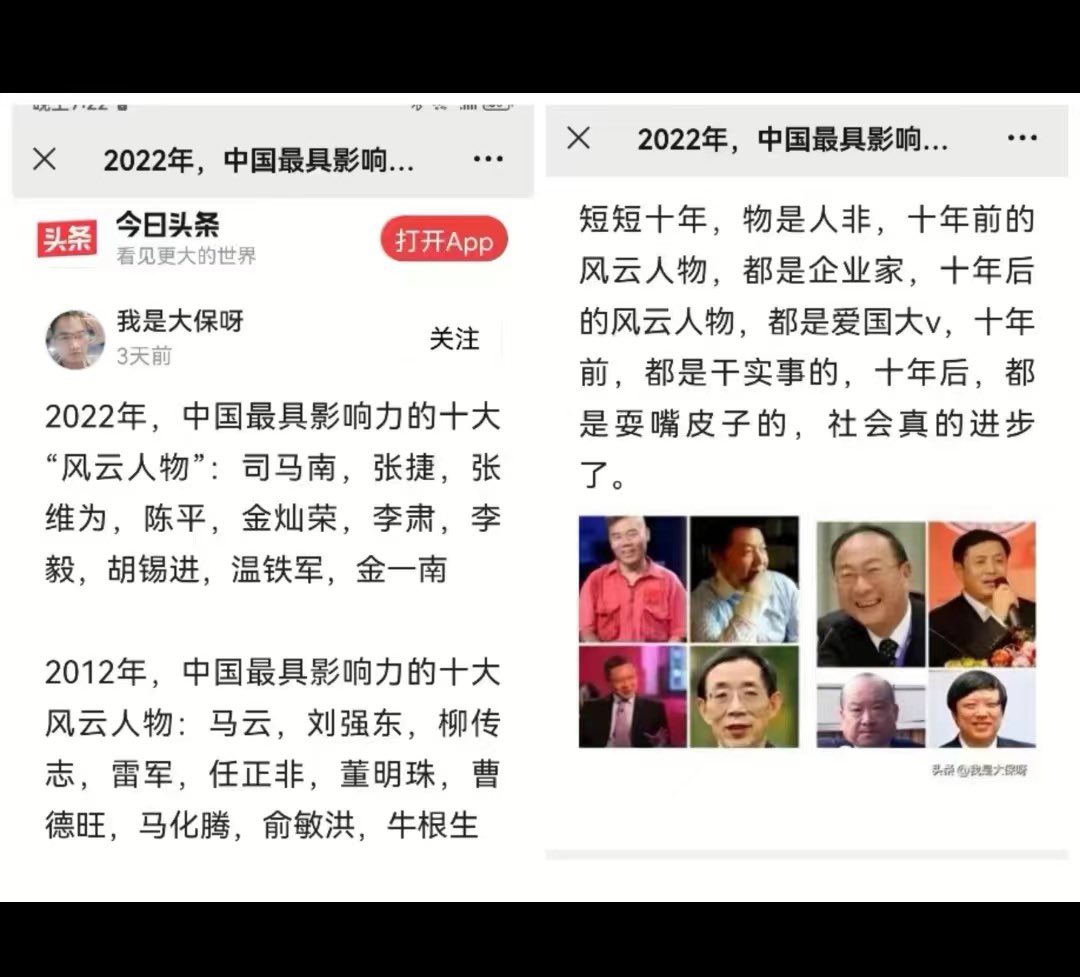 2022年，中国最具影响...
头条
今日头条
看见更大的世界
打开App
我是大保呀
3天前
关注
2022年，中国最具影响力的十大
“风云人物”：司马南，张捷，张
维为，陈平，金灿荣，李肃，李
毅，胡锡进，温铁军，金一南
2012年，中国最具影响力的十大
风云人物：马云，刘强东，柳传
志，雷军，任正非，董明珠，曹
德旺，马化腾，俞敏洪，牛根生
2022年，中国最具影响...
短短十年，物是人非，十年前的
风云人物，都是企业家，十年后
的风云人物，都是爱国大v，十年
前，都是干实事的，十年后，都
是耍嘴皮子的，社会真的进步
了。
头条 @我是大保呀